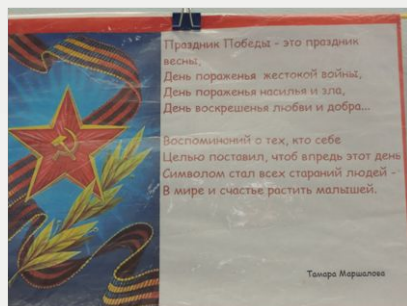 Праздник Победы - это праздник
весны,
День пораженья жестокой войны,
День пораженья насилья и зла,
День воскрешенья любви и добра...
Воспоминаний о тех, кто себе
Целью поставил, чтоб впредь этот день
Символом стал всех стараний людей -
В мире и счастье растить малышей.
Тамара Маршалова